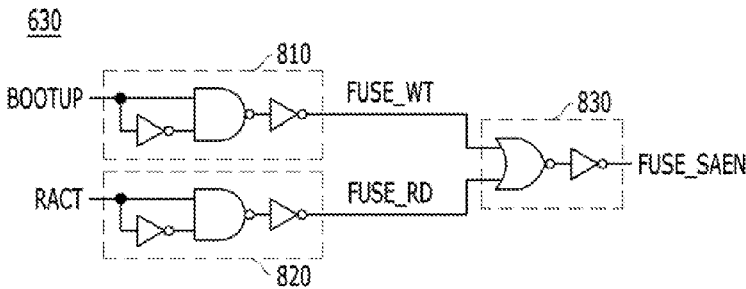 630
810
BOOTUP
FUSE_WT
830
FUSE_SAEN
RACT
FUSE_RD
820